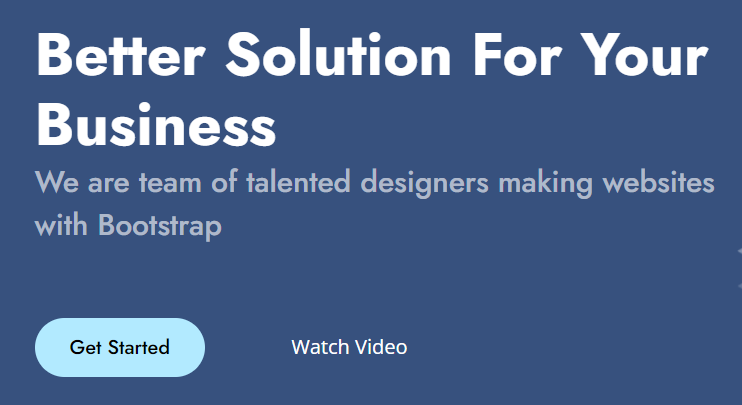 Better Solution For Your
Business
We are team of talented designers making websites
with Bootstrap
Get Started
Watch Video